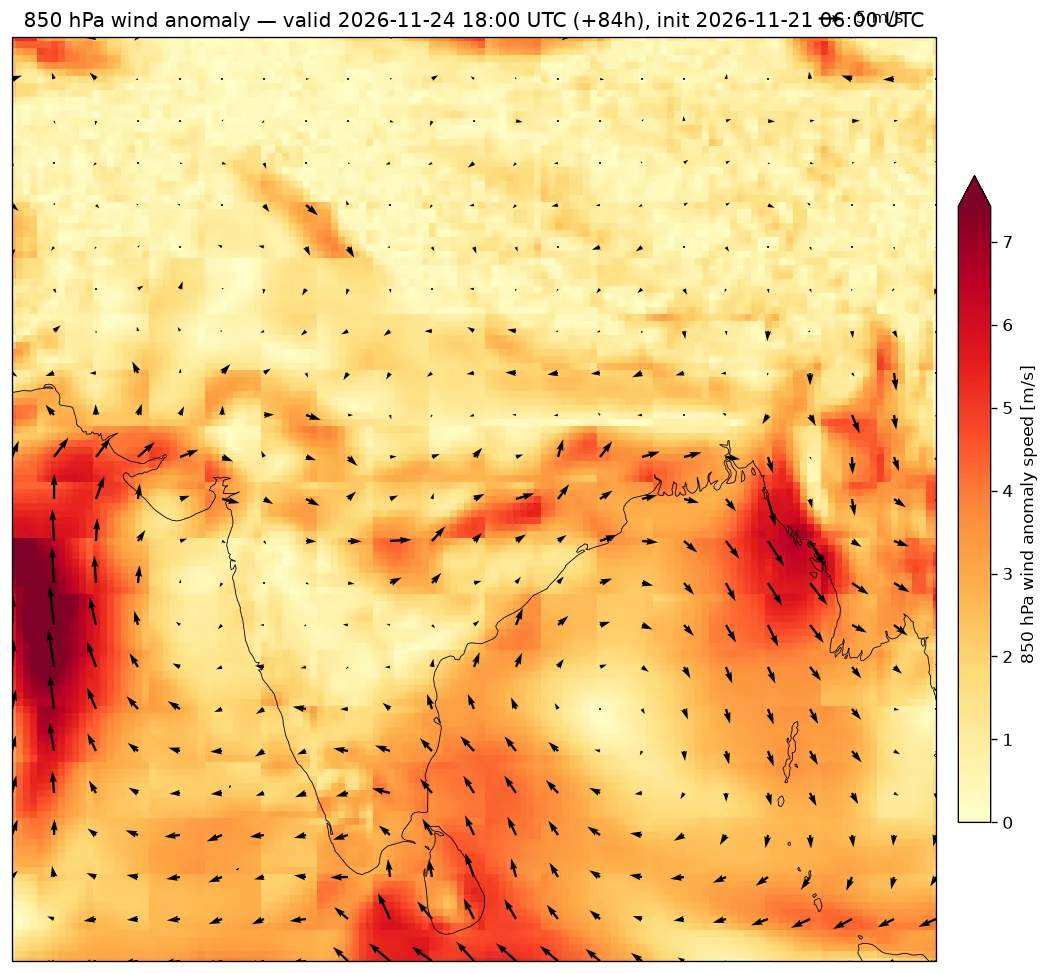 850 hPa wind anomaly — valid 2026-11-24 18:00 UTC (+84h), init 2026-11-21 06:00 UTC
5 m/s
7
6
5
4
3
2
1
0
850 hPa wind anomaly speed [m/s]